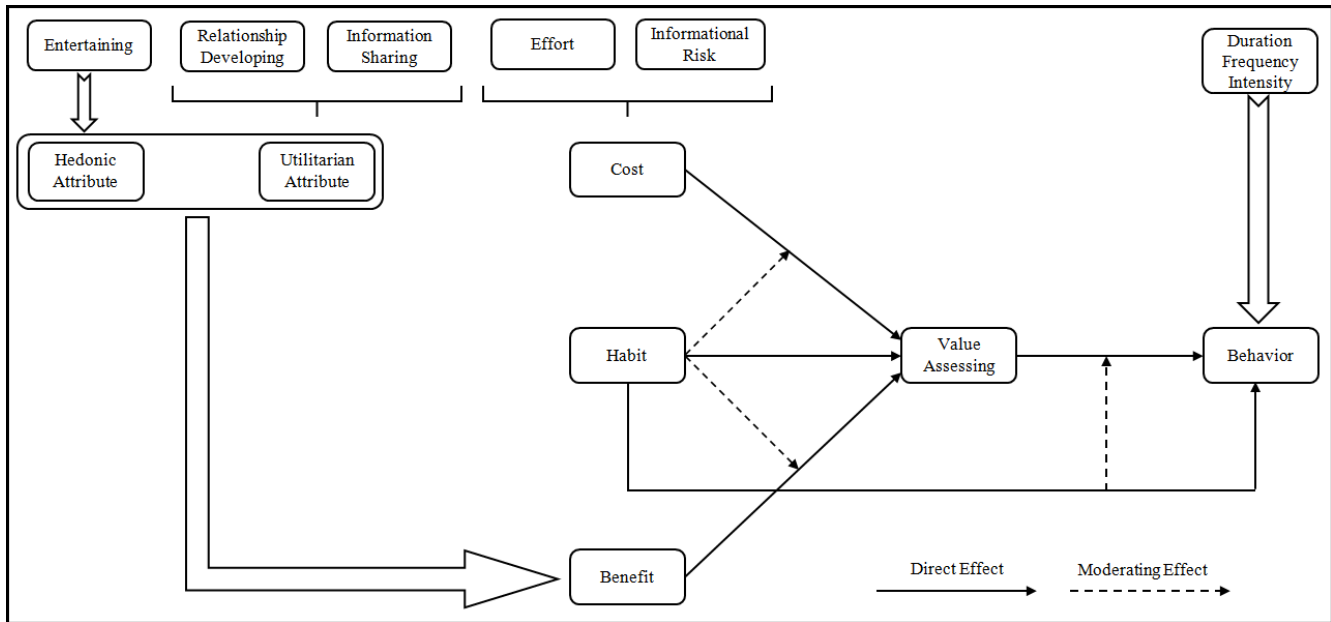 Entertaining
Relationship
Developing
Information
Sharing
Effort
Informational
Risk
Duration
Frequency
Intensity
Hedonic
Attribute
Utilitarian
Attribute
Cost
Habit
Value
Assessing
Behavior
Benefit
Direct Effect
Moderating Effect